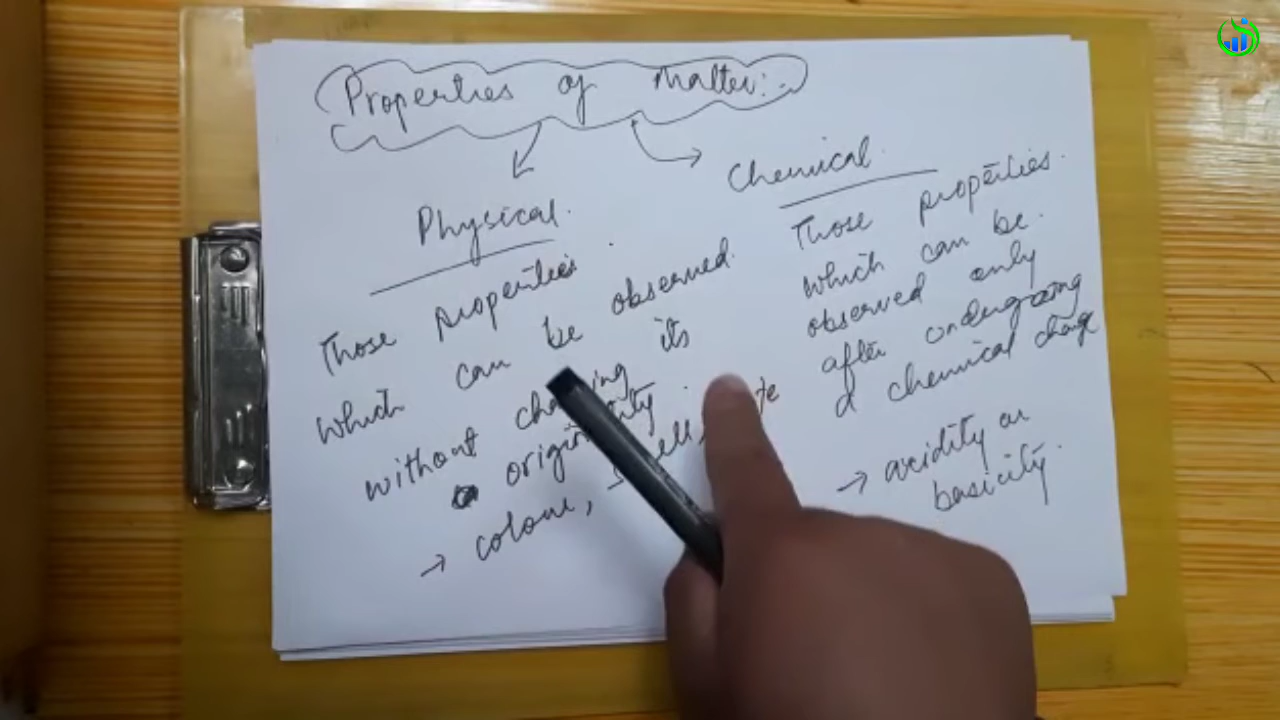 Properties of Matter:-
Physical.
Those properties
which can be observed.
without changing its
originality.
→ colour, smell,
Chemical.
Those properties.
which can be.
observed only
after undergoing
a chemical change
→ acidity or
basicity.